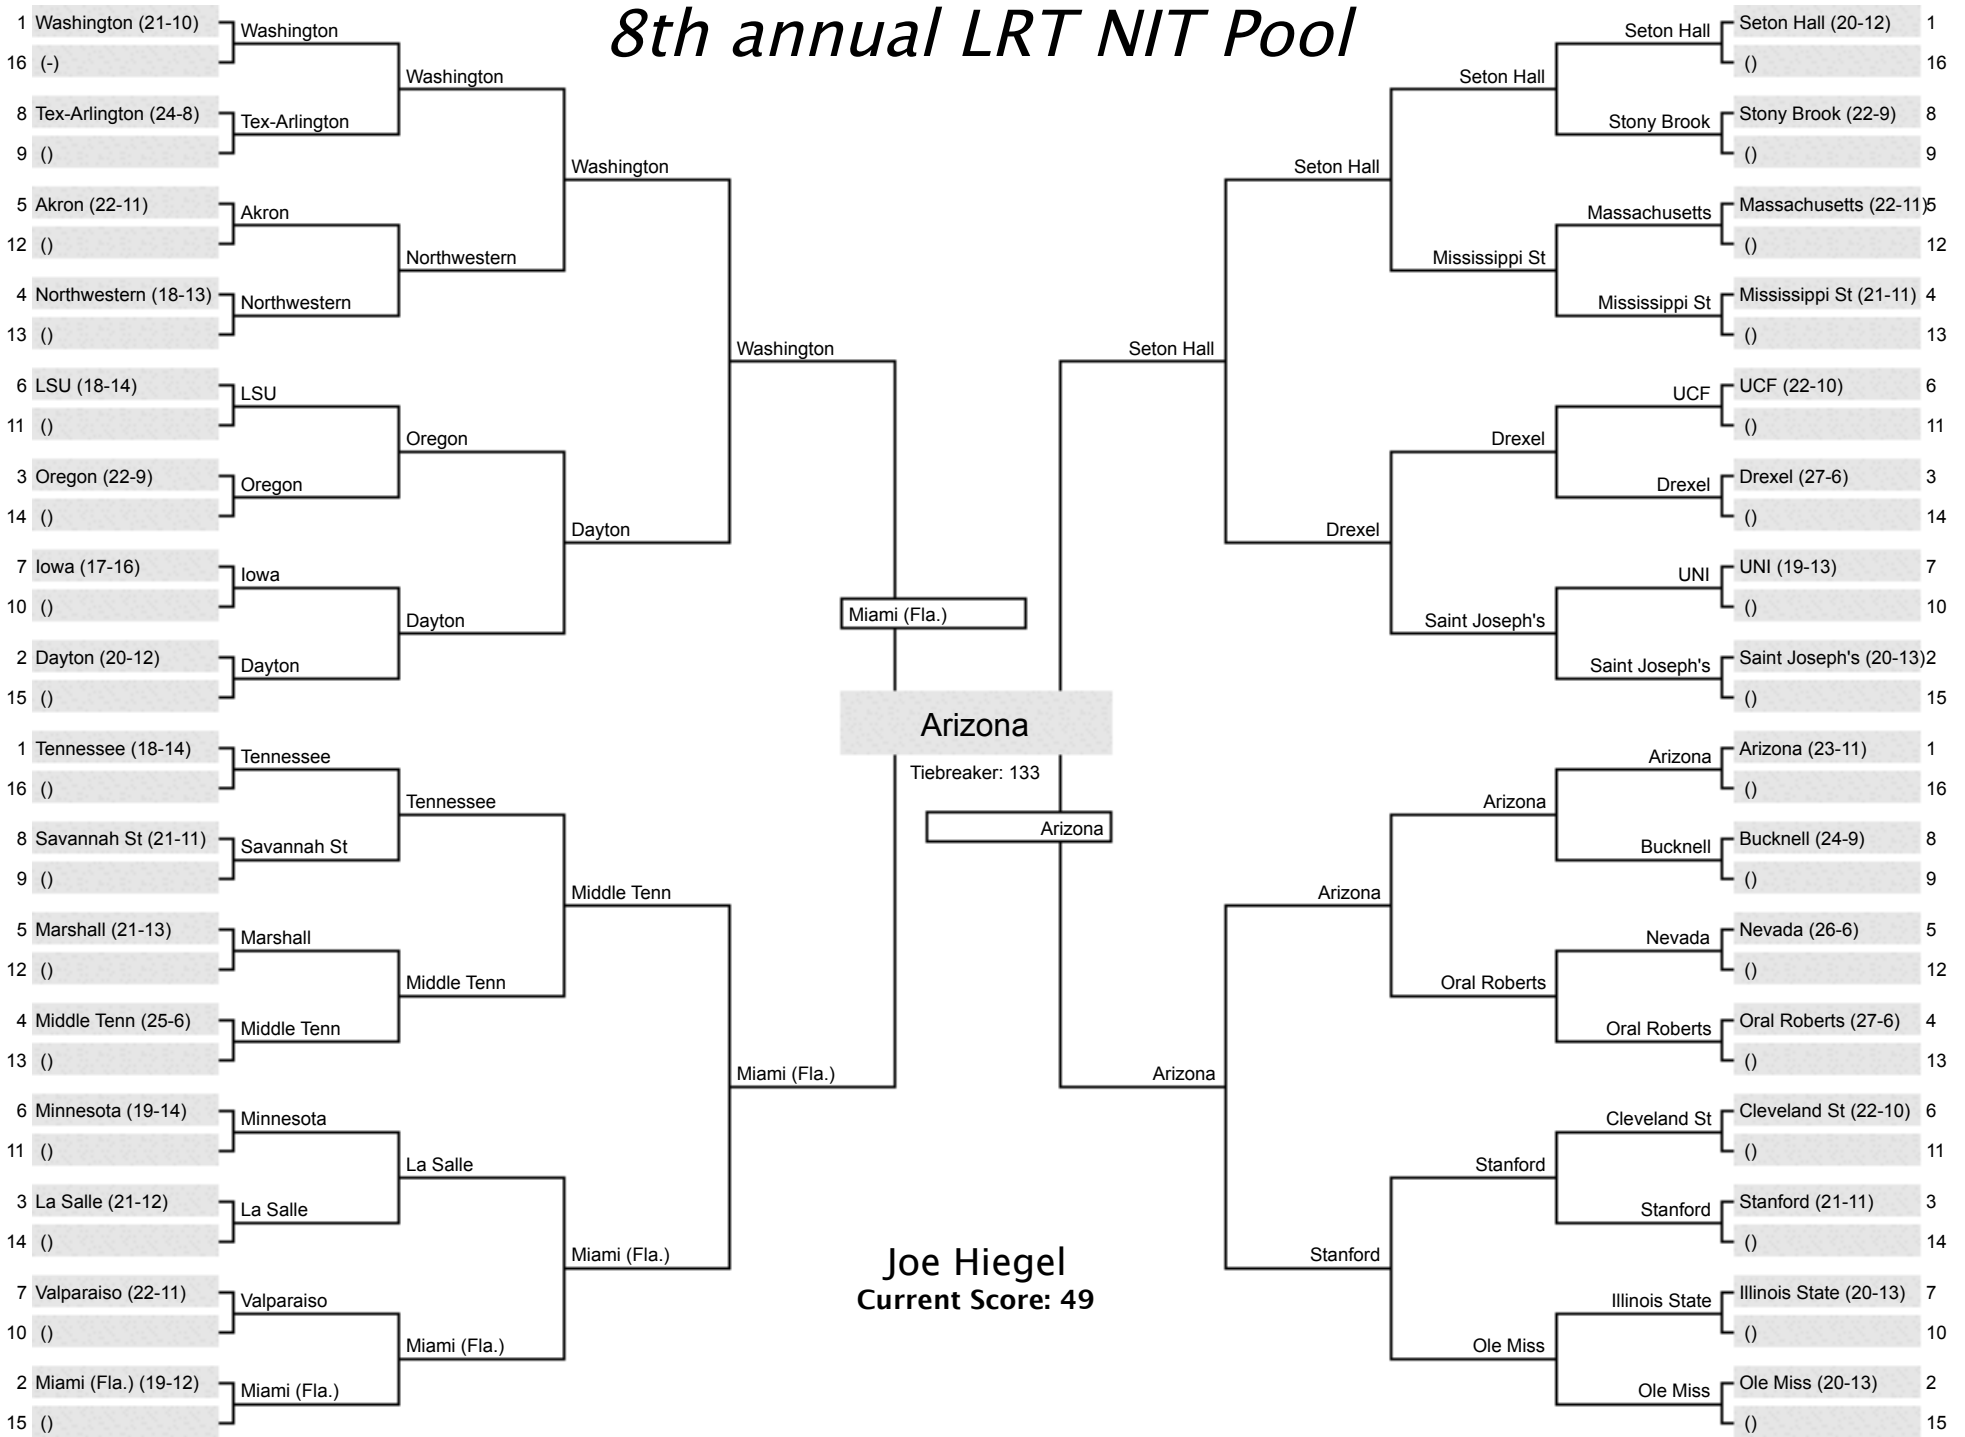 8th annual LRT NIT Pool
1 Washington (21-10)
16 (-)
8 Tex-Arlington (24-8)
9 ()
5 Akron (22-11)
12 ()
4 Northwestern (18-13)
13 ()
6 LSU (18-14)
11 ()
3 Oregon (22-9)
14 ()
7 Iowa (17-16)
10 ()
2 Dayton (20-12)
15 ()
1 Tennessee (18-14)
16 ()
8 Savannah St (21-11)
9 ()
5 Marshall (21-13)
12 ()
4 Middle Tenn (25-6)
13 ()
6 Minnesota (19-14)
11 ()
3 La Salle (21-12)
14 ()
7 Valparaiso (22-11)
10 ()
2 Miami (Fla.) (19-12)
15 ()
Washington
Tex-Arlington
Akron
Northwestern
LSU
Oregon
Iowa
Dayton
Tennessee
Savannah St
Marshall
Middle Tenn
Minnesota
La Salle
Valparaiso
Miami (Fla.)
Washington
Northwestern
Oregon
Dayton
Tennessee
Middle Tenn
La Salle
Miami (Fla.)
Washington
Dayton
Middle Tenn
Miami (Fla.)
Washington
Miami (Fla.)
Miami (Fla.)
Arizona
Tiebreaker: 133
Arizona
Joe Hiegel
Current Score: 49
Seton Hall
Arizona
Seton Hall
Drexel
Arizona
Stanford
Seton Hall
Mississippi St
Drexel
Saint Joseph's
Arizona
Oral Roberts
Stanford
Ole Miss
Seton Hall
Stony Brook
Massachusetts
Mississippi St
UCF
Drexel
UNI
Saint Joseph's
Arizona
Bucknell
Nevada
Oral Roberts
Cleveland St
Stanford
Illinois State
Ole Miss
Seton Hall (20-12) 1
() 16
Stony Brook (22-9) 8
() 9
Massachusetts (22-11) 5
() 12
Mississippi St (21-11) 4
() 13
UCF (22-10) 6
() 11
Drexel (27-6) 3
() 14
UNI (19-13) 7
() 10
Saint Joseph's (20-13) 2
() 15
Arizona (23-11) 1
() 16
Bucknell (24-9) 8
() 9
Nevada (26-6) 5
() 12
Oral Roberts (27-6) 4
() 13
Cleveland St (22-10) 6
() 11
Stanford (21-11) 3
() 14
Illinois State (20-13) 7
() 10
Ole Miss (20-13) 2
() 15